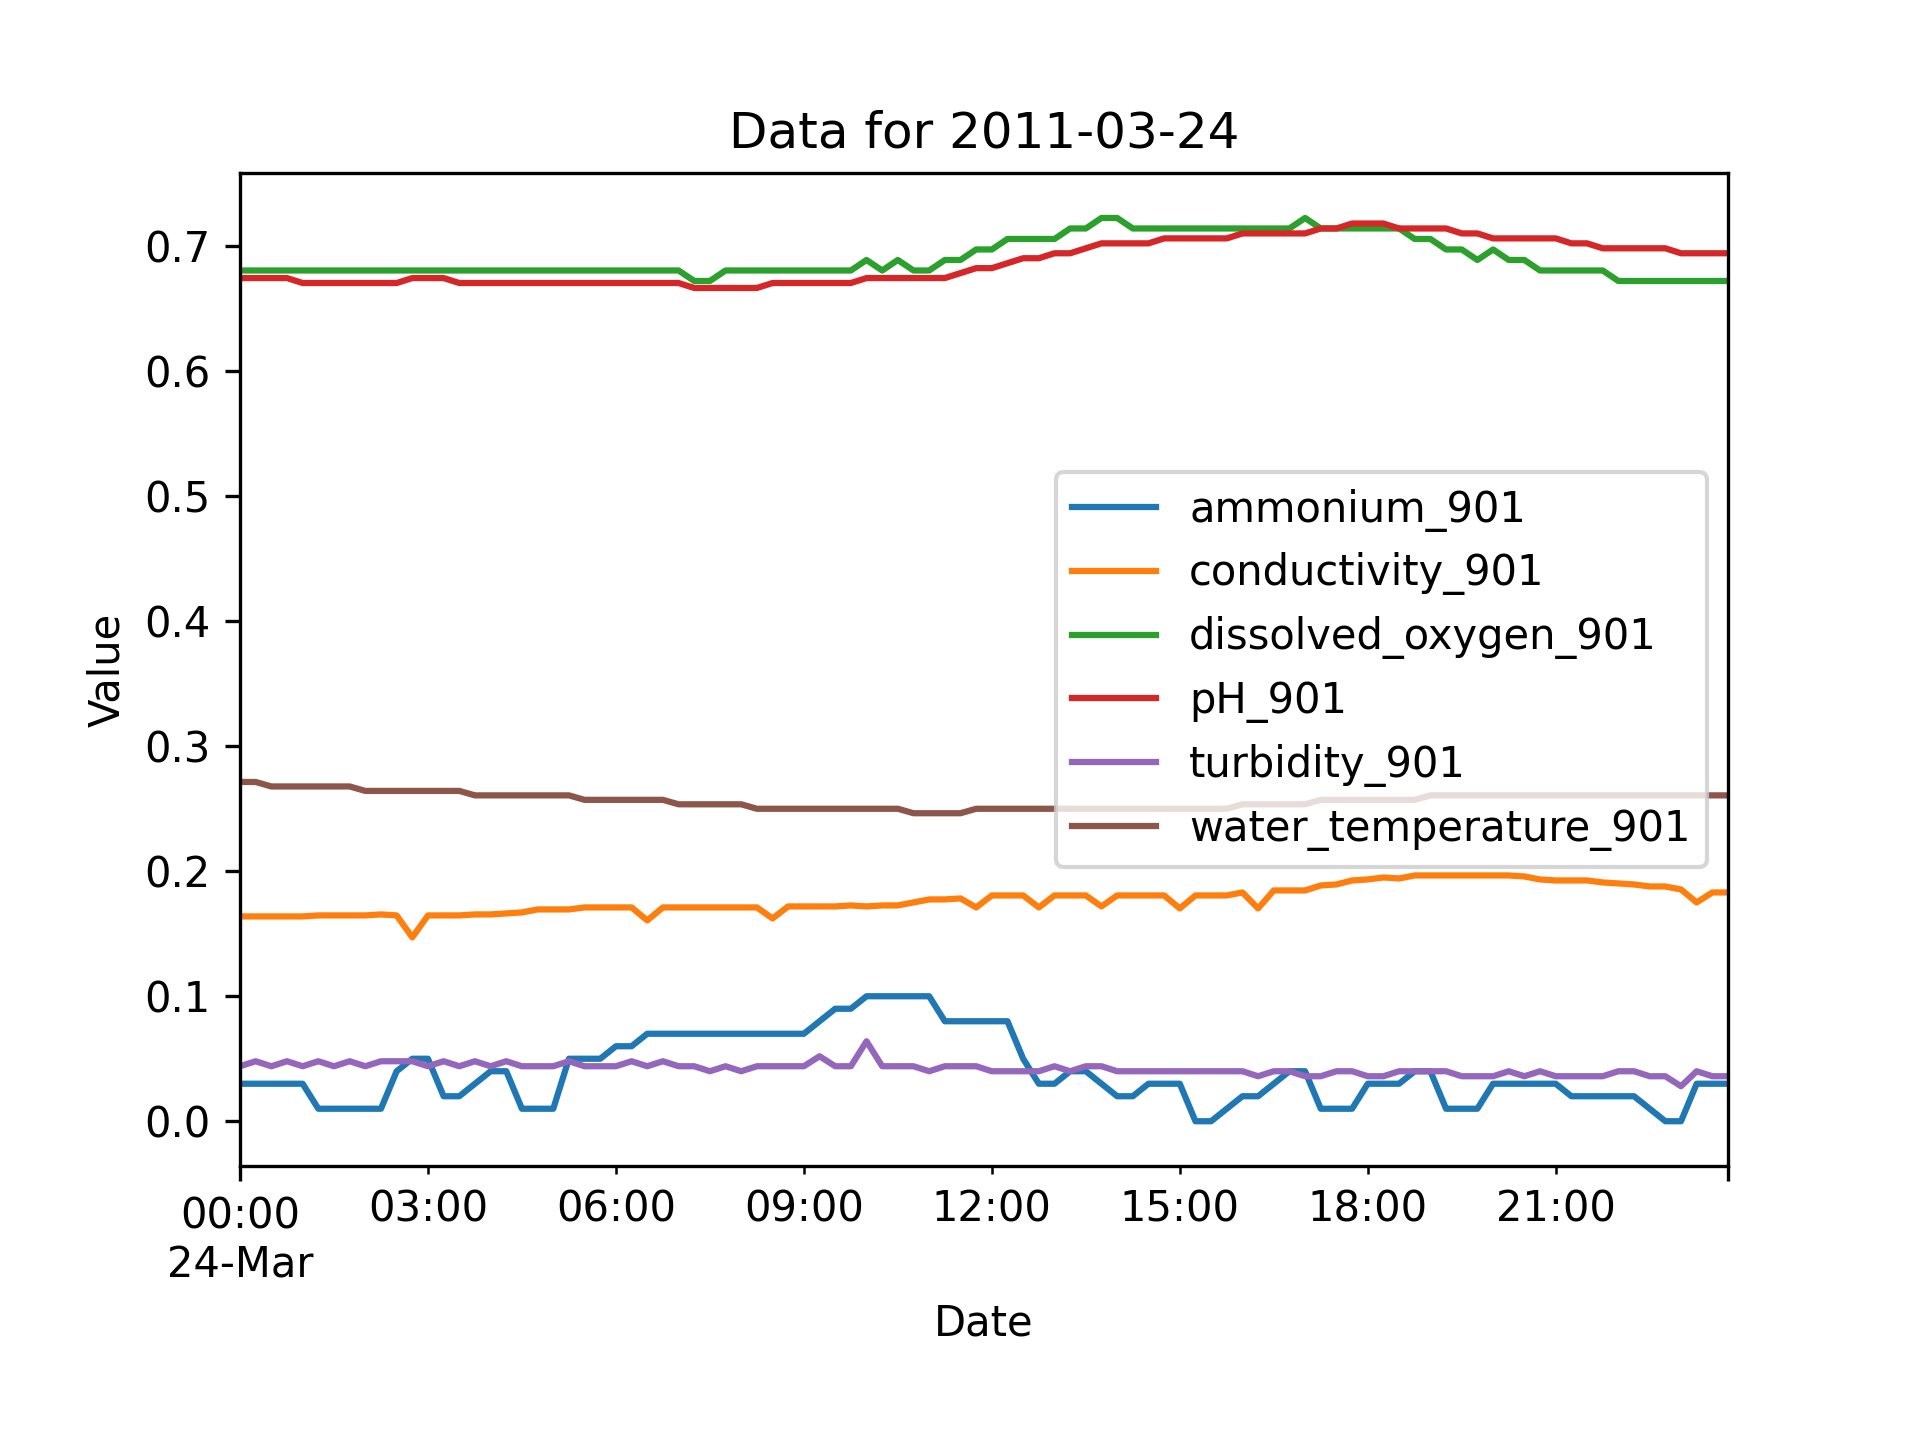 Data for 2011-03-24
0.7
0.6
0.5
0.4
0.3
0.2
0.1
0.0
Value
ammonium_901
conductivity_901
dissolved_oxygen_901
pH_901
turbidity_901
water_temperature_901
00:00 03:00 06:00 09:00 12:00 15:00 18:00 21:00
24-Mar
Date